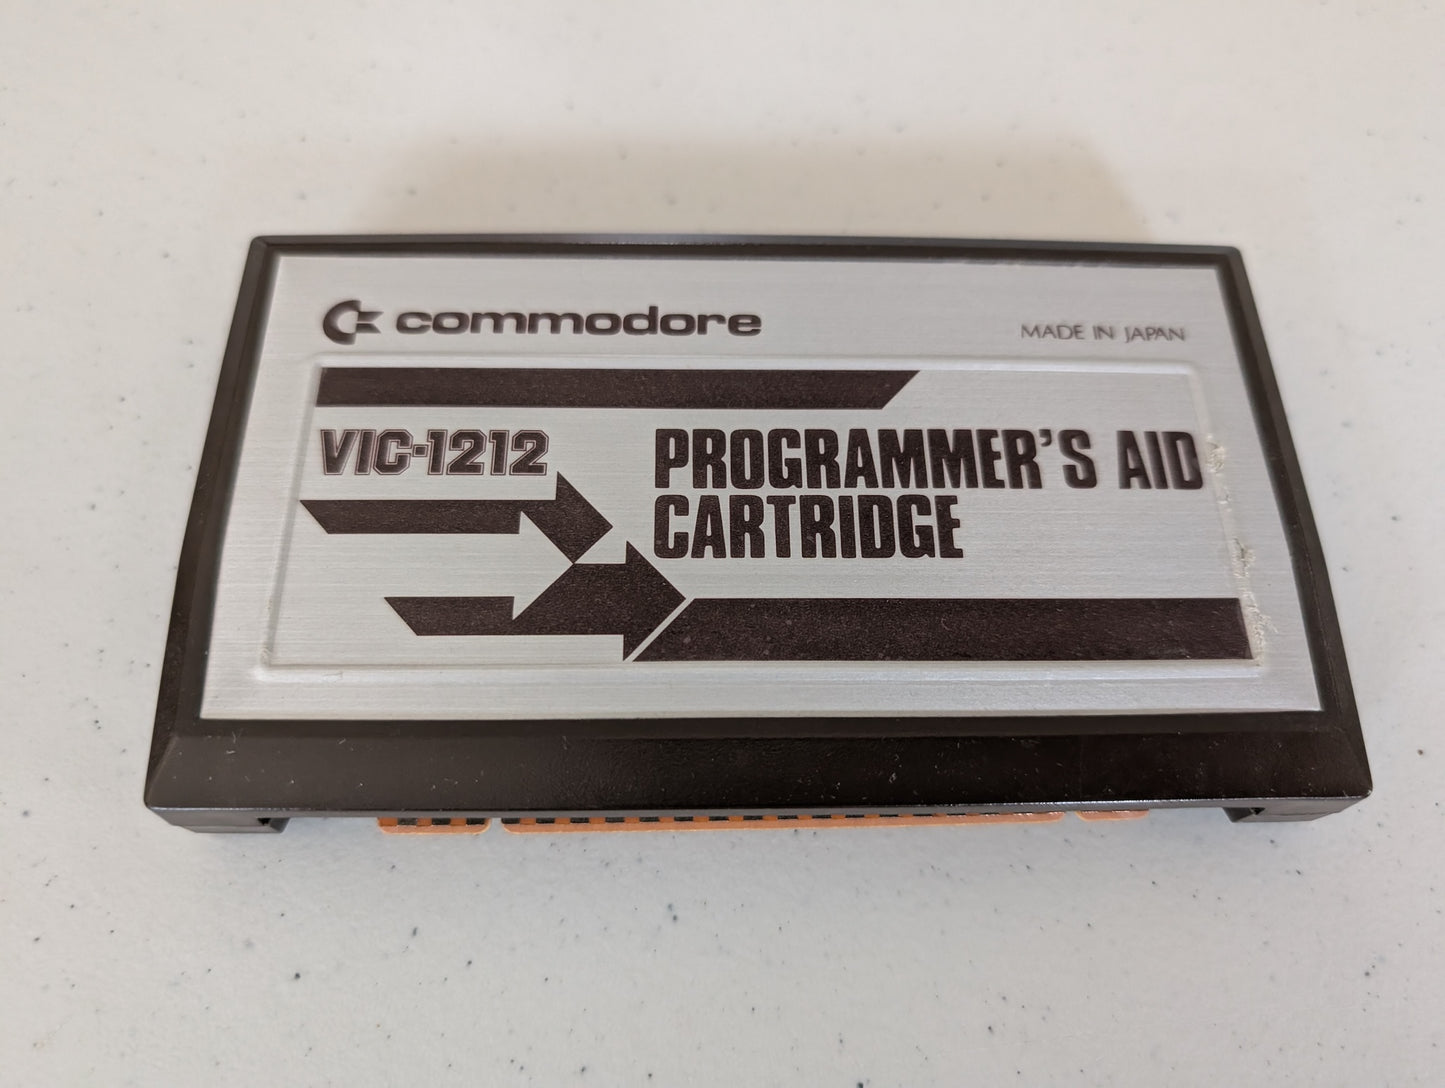 commodore
MADE IN JAPAN
VIC-1212
PROGRAMMER'S AID
CARTRIDGE